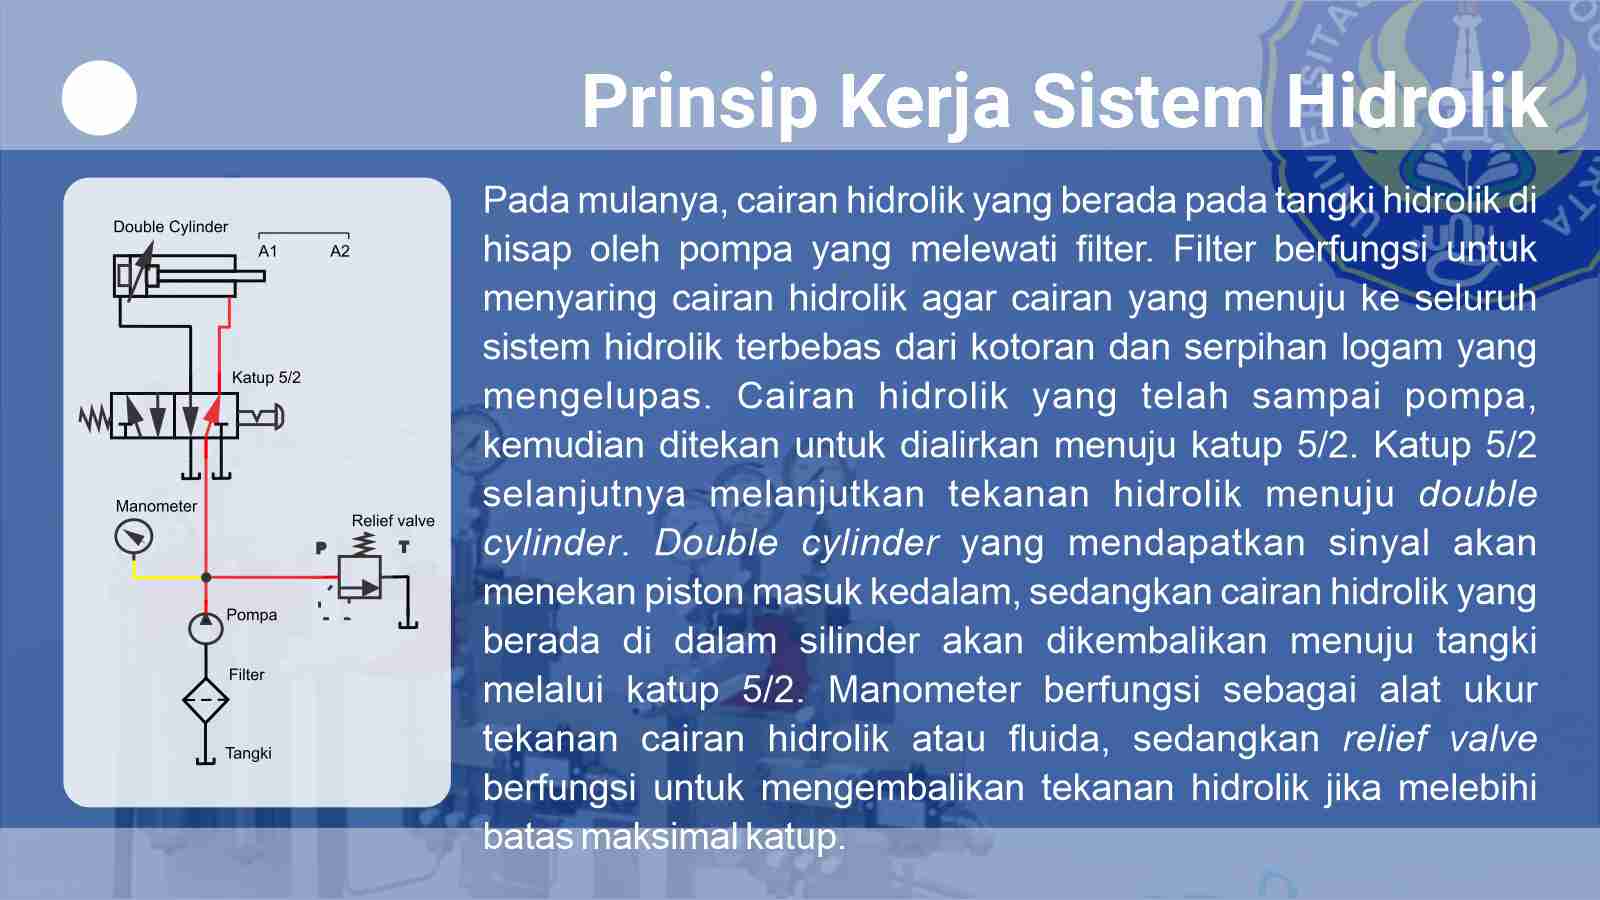 Prinsip Kerja Sistem Hidrolik
Double Cylinder
A1 A2
Katup 5/2
Manometer
Relief valve
P T
Pompa
Filter
Tangki
Pada mulanya, cairan hidrolik yang berada pada tangki hidrolik di
hisap oleh pompa yang melewati filter. Filter berfungsi untuk
menyaring cairan hidrolik agar cairan yang menuju ke seluruh
sistem hidrolik terbebas dari kotoran dan serpihan logam yang
mengelupas. Cairan hidrolik yang telah sampai pompa,
kemudian ditekan untuk dialirkan menuju katup 5/2. Katup 5/2
selanjutnya melanjutkan tekanan hidrolik menuju double
cylinder. Double cylinder yang mendapatkan sinyal akan
menekan piston masuk kedalam, sedangkan cairan hidrolik yang
berada di dalam silinder akan dikembalikan menuju tangki
melalui katup 5/2. Manometer berfungsi sebagai alat ukur
tekanan cairan hidrolik atau fluida, sedangkan relief valve
berfungsi untuk mengembalikan tekanan hidrolik jika melebihi
batas maksimal katup.